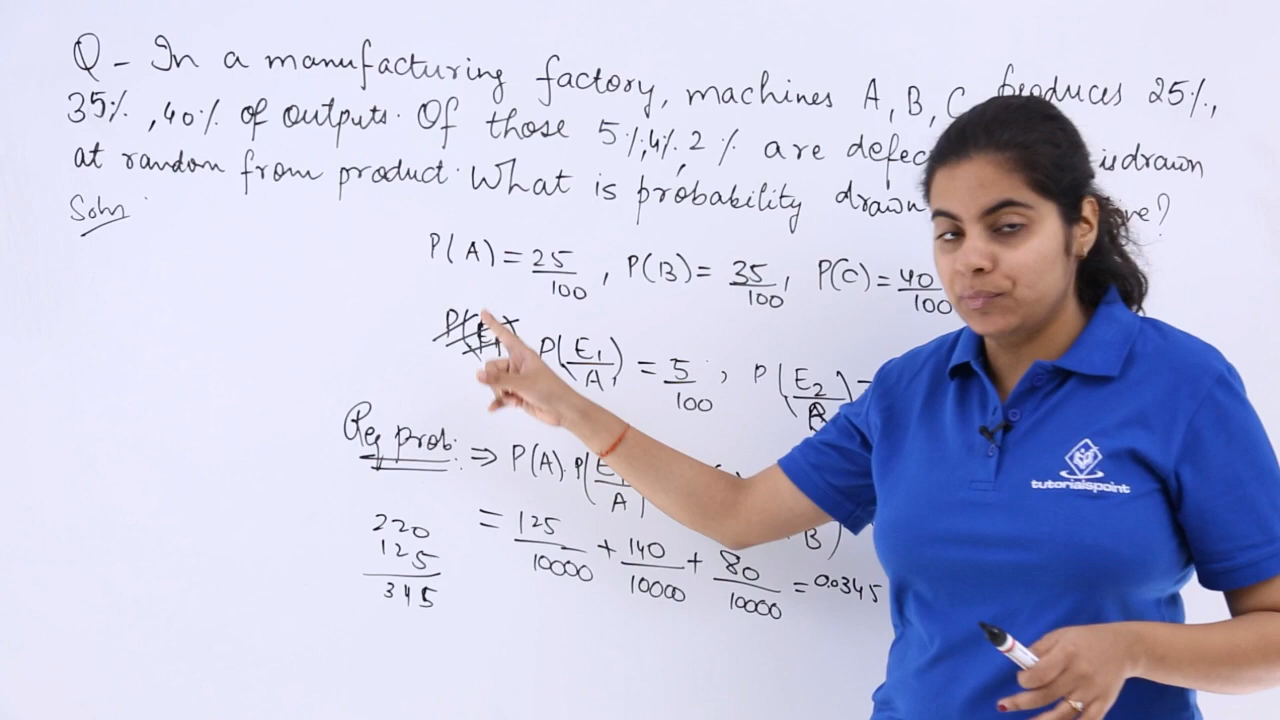 Q - In a manufacturing factory, machines A, B, C produces 25%,
35%, 40% of outputs. Of those 5%, 4%, 2% are defec is drawn
at random from product. What is probability drawn ive?
Soln
P(A) = 25/100, P(B) = 35/100, P(C) = 40/100
P(E1) P(E1/A) = 5/100, P(E2/B) =
Req prob. ⇒ P(A). P(E1/A)
B)
= 125/10000 + 140/10000 + 80/10000 = 0.0345
220
125
345
tutorialspoint